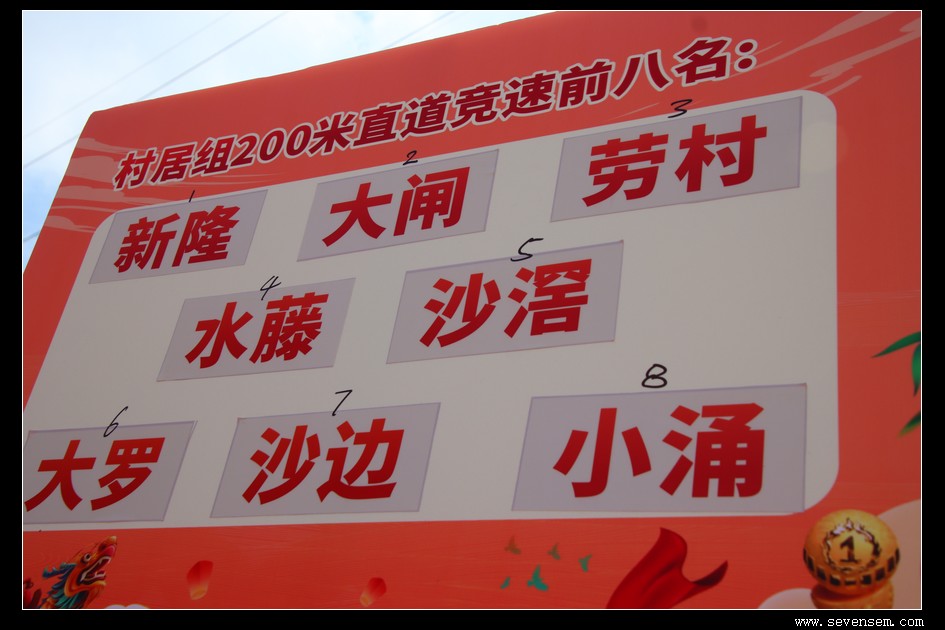 村居组200米直道竞速前八名：
1 2 3
新隆 大闸 劳村
4 5
水藤 沙滘
6 7 8
大罗 沙边 小涌
1
www.sevensem.com